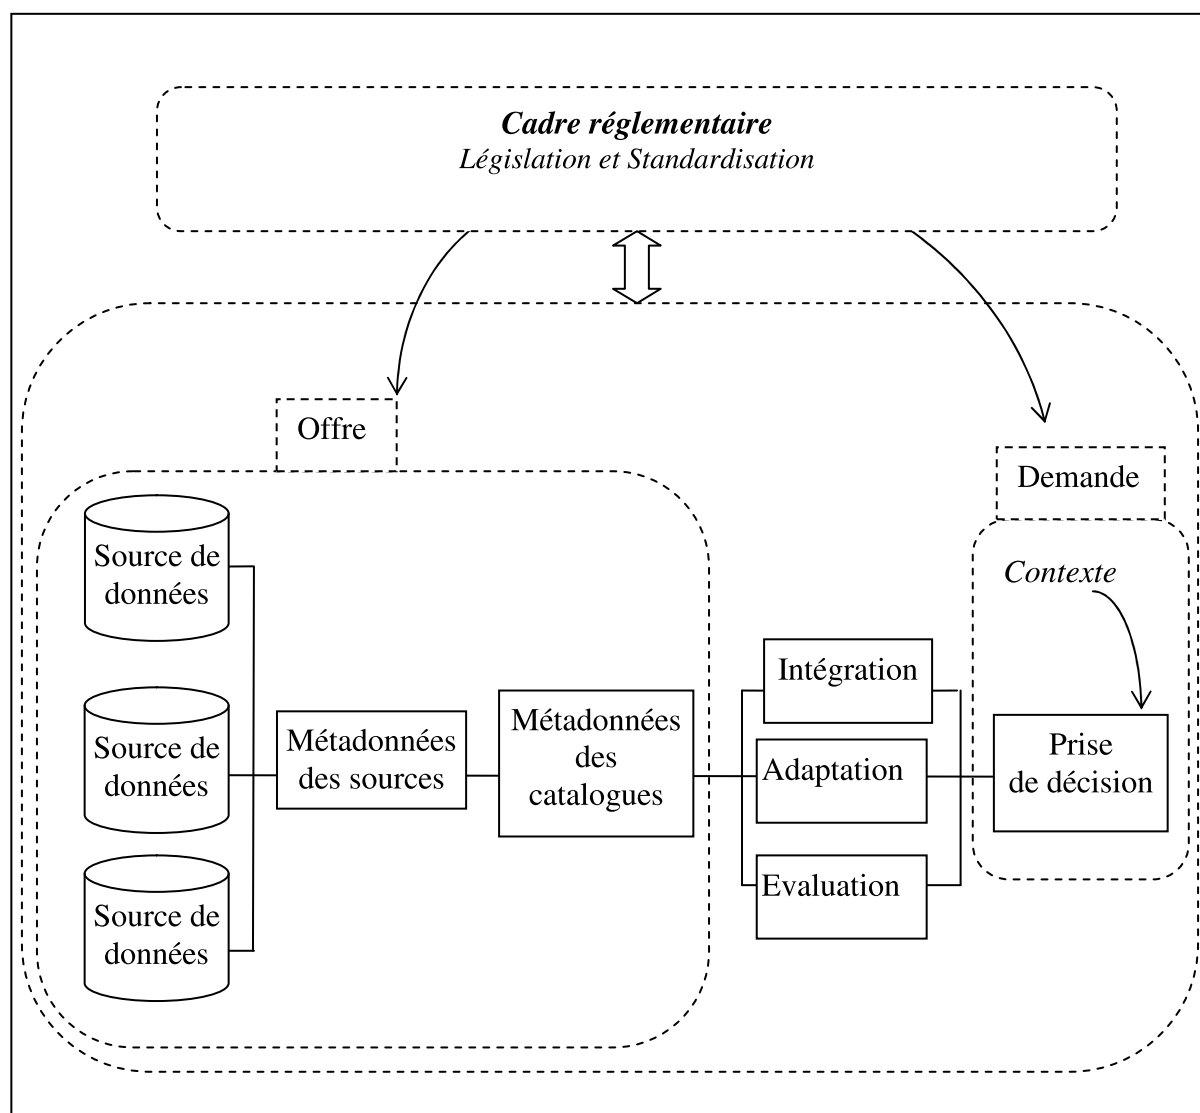 Cadre réglementaire
Législation et Standardisation
Offre
Demande
Source de
données
Contexte
Intégration
Source de
données
Métadonnées
des sources
Métadonnées
des
catalogues
Adaptation
Prise
de décision
Evaluation
Source de
données